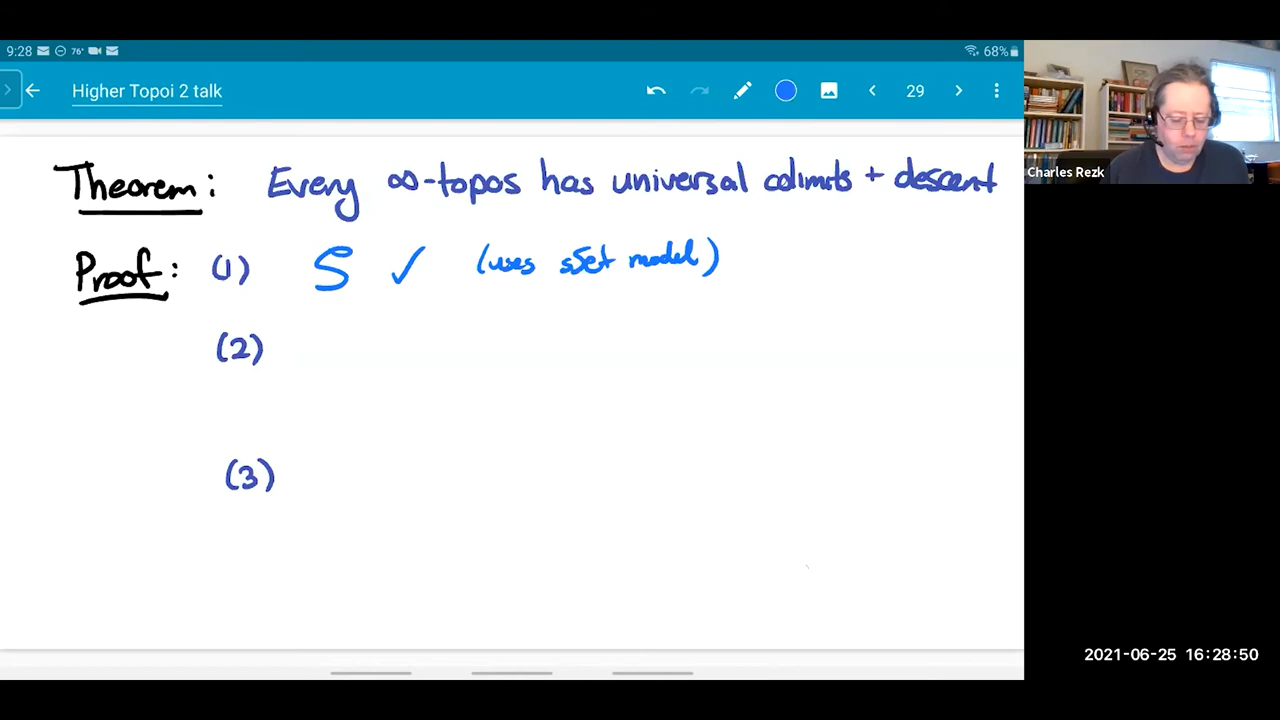 9:28 76° 68%
Higher Topoi 2 talk
29
Charles Rezk
Theorem: Every ∞-topos has universal colimits + descent
Proof: (1) S ✓ (uses sSet model)
(2)
(3)
2021-06-25 16:28:50